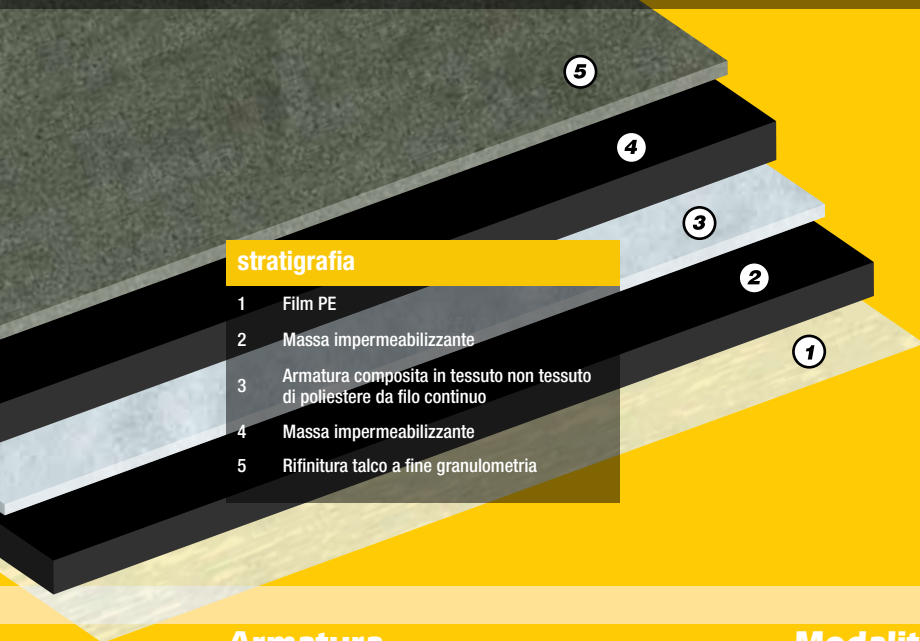 5
4
3
2
1
stratigrafia
1 Film PE
2 Massa impermeabilizzante
3 Armatura composita in tessuto non tessuto
di poliestere da filo continuo
4 Massa impermeabilizzante
5 Rifinitura talco a fine granulometria
Armatura